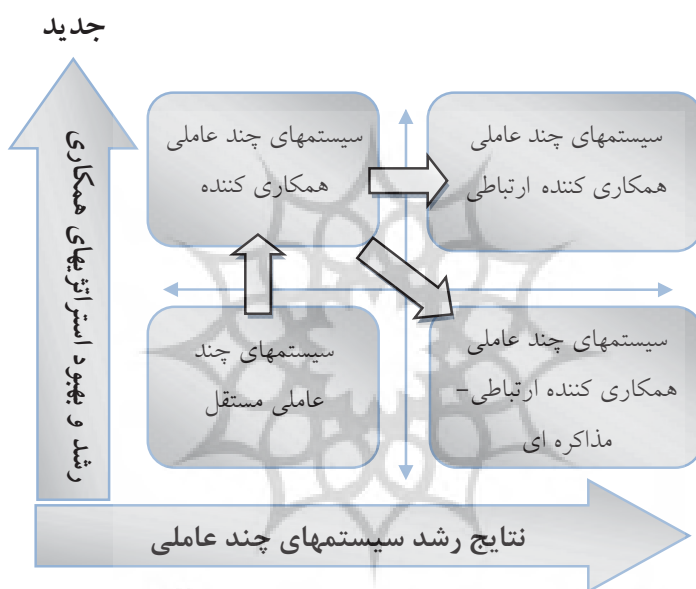 جدید
رشد و بهبود استراتژیهای همکاری
سیستمهای چند عاملی
همکاری کننده ارتباطی
سیستمهای چند عاملی
همکاری کننده
سیستمهای چند عاملی
همکاری کننده ارتباطی-
مذاکره ای
سیستمهای چند
عاملی مستقل
نتایج رشد سیستمهای چند عاملی